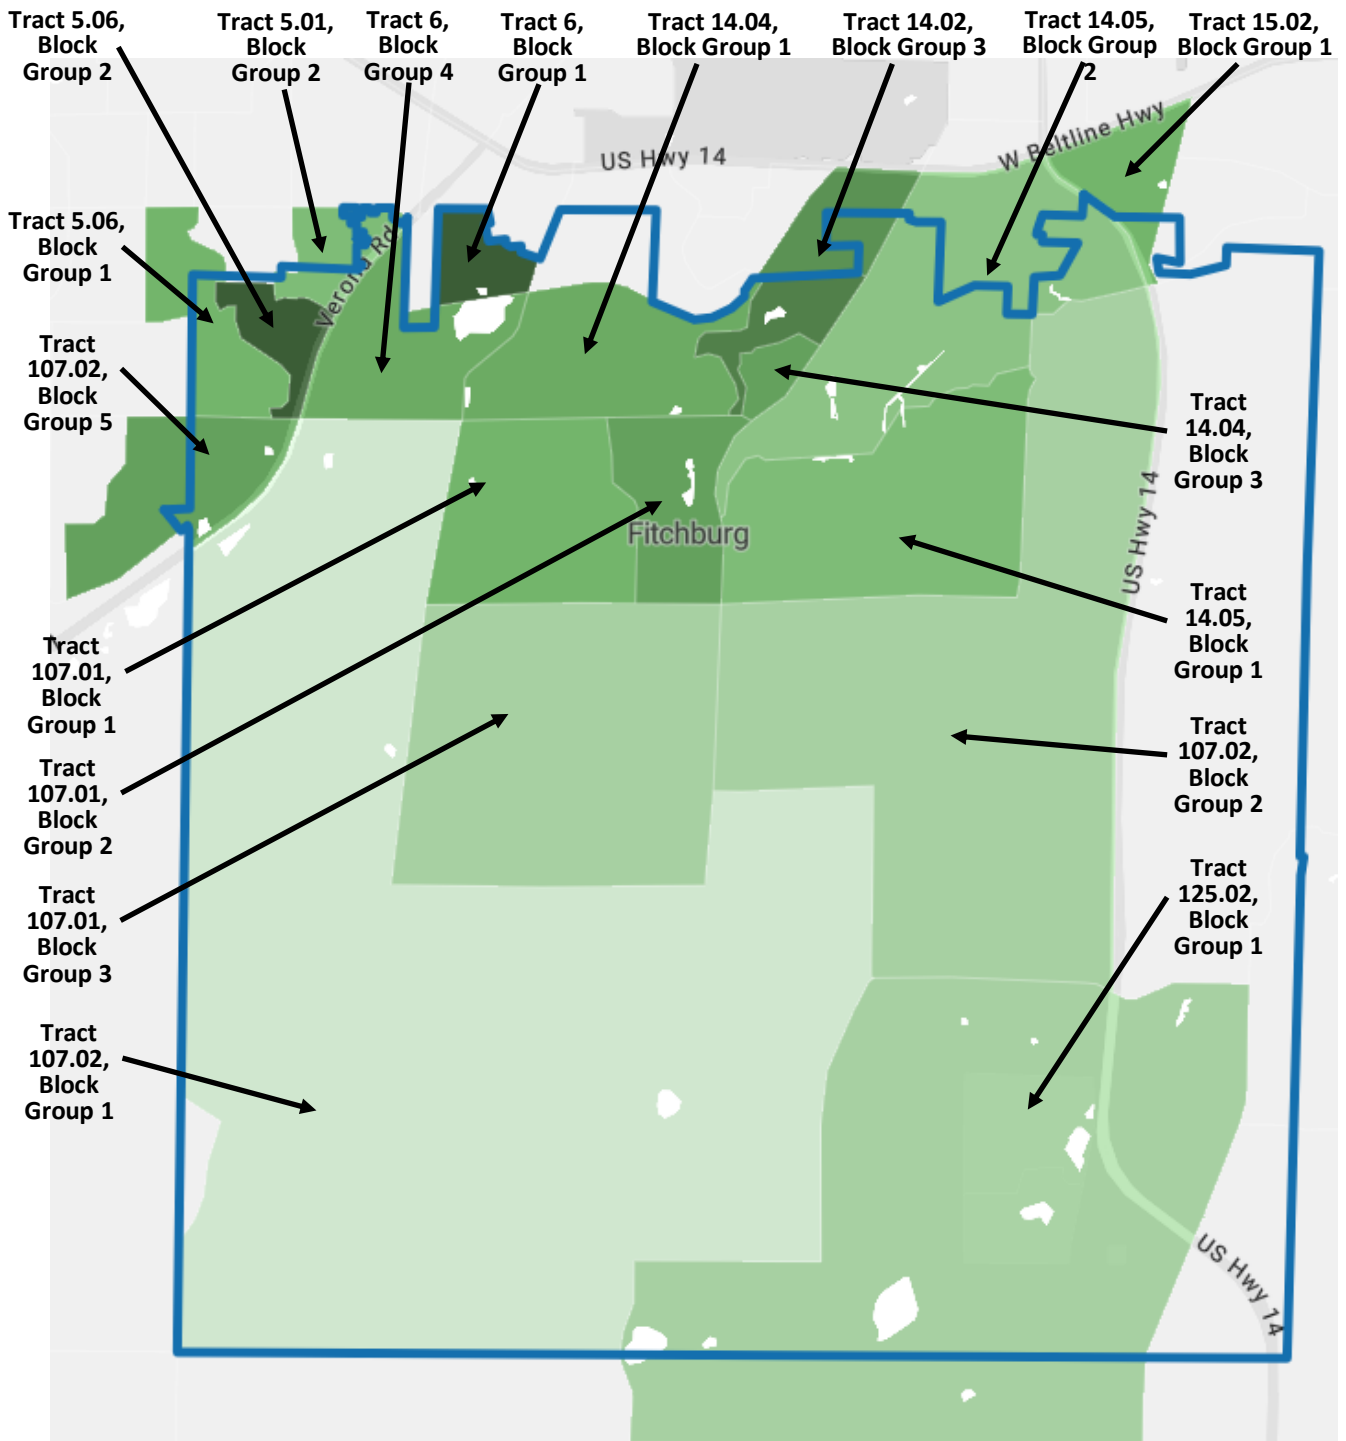 Tract 5.06,
Block
Group 2
Tract 5.01,
Block
Group 2
Tract 6,
Block
Group 4
Tract 6,
Block
Group 1
Tract 14.04,
Block Group 1
Tract 14.02,
Block Group 3
Tract 14.05,
Block Group
2
Tract 15.02,
Block Group 1
US Hwy 14
W Beltline Hwy
Verona Rd
Tract 5.06,
Block
Group 1
Tract
107.02,
Block
Group 5
Tract
14.04,
Block
Group 3
US Hwy 14
Fitchburg
Tract
14.05,
Block
Group 1
Tract
107.01,
Block
Group 1
Tract
107.02,
Block
Group 2
Tract
107.01,
Block
Group 2
Tract
125.02,
Block
Group 1
Tract
107.01,
Block
Group 3
Tract
107.02,
Block
Group 1
US Hwy 14